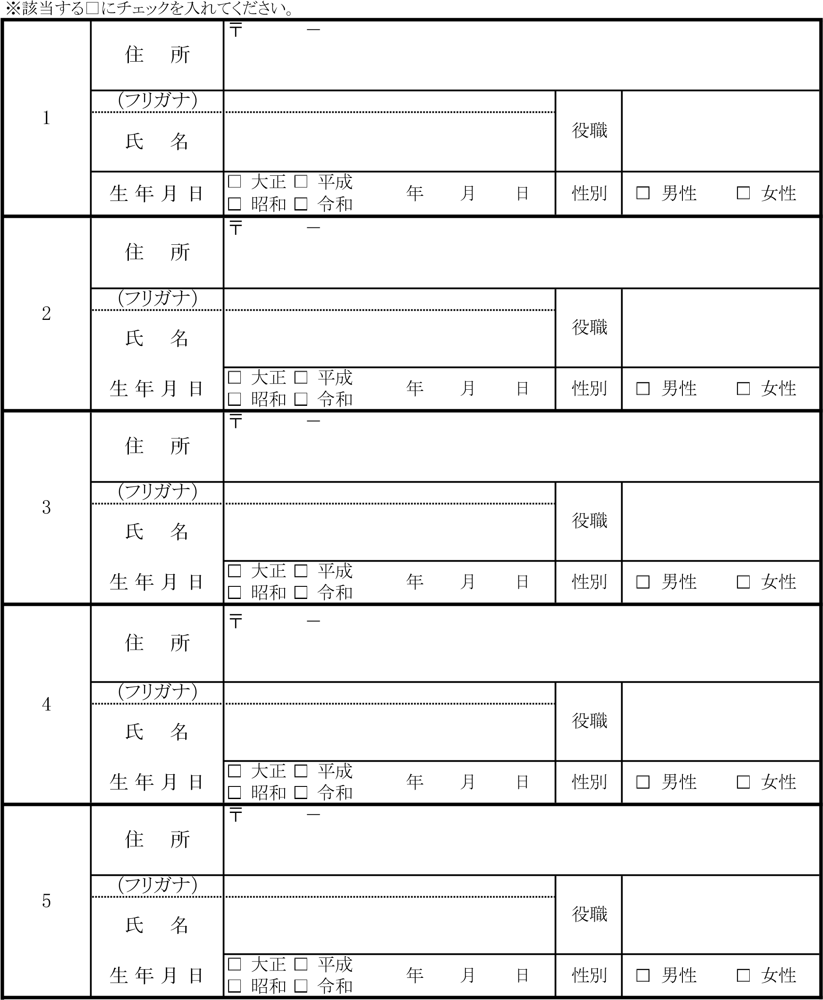 ※該当する□にチェックを入れてください。
1
住所
〒 －
(フリガナ)
氏名
役職
生年月日
□ 大正 □ 平成
□ 昭和 □ 令和
年 月 日
性別
□ 男性 □ 女性
2
住所
〒 －
(フリガナ)
氏名
役職
生年月日
□ 大正 □ 平成
□ 昭和 □ 令和
年 月 日
性別
□ 男性 □ 女性
3
住所
〒 －
(フリガナ)
氏名
役職
生年月日
□ 大正 □ 平成
□ 昭和 □ 令和
年 月 日
性別
□ 男性 □ 女性
4
住所
〒 －
(フリガナ)
氏名
役職
生年月日
□ 大正 □ 平成
□ 昭和 □ 令和
年 月 日
性別
□ 男性 □ 女性
5
住所
〒 －
(フリガナ)
氏名
役職
生年月日
□ 大正 □ 平成
□ 昭和 □ 令和
年 月 日
性別
□ 男性 □ 女性